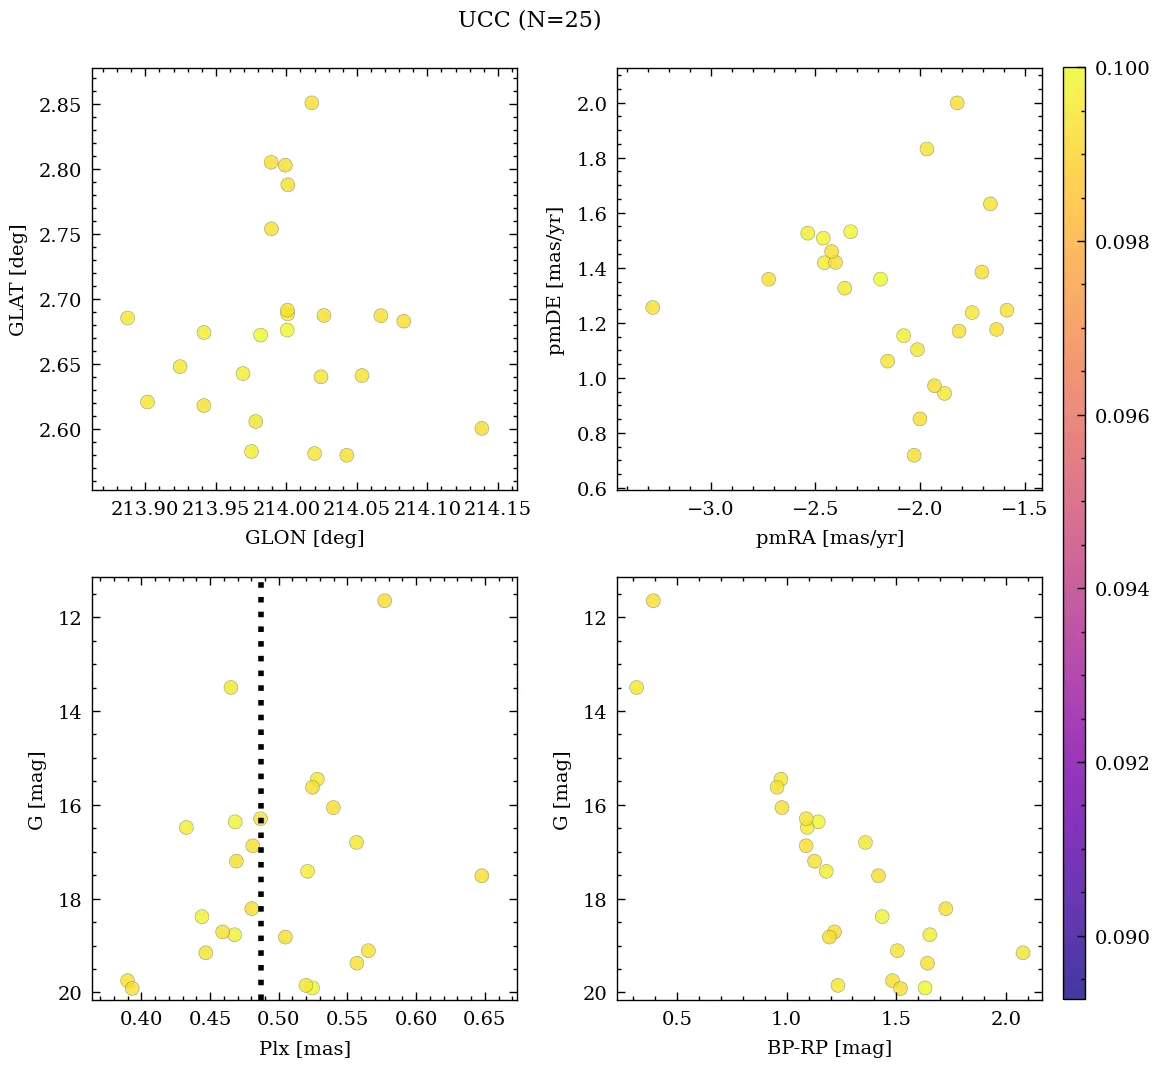 UCC (N=25)
2.85
2.80
2.75
2.70
2.65
2.60
GLAT [deg]
213.90 213.95 214.00 214.05 214.10 214.15
GLON [deg]
2.0
1.8
1.6
1.4
1.2
1.0
0.8
0.6
pmDE [mas/yr]
−3.0 −2.5 −2.0 −1.5
pmRA [mas/yr]
12
14
16
18
20
G [mag]
0.40 0.45 0.50 0.55 0.60 0.65
Plx [mas]
12
14
16
18
20
G [mag]
0.5 1.0 1.5 2.0
BP-RP [mag]
0.100
0.098
0.096
0.094
0.092
0.090